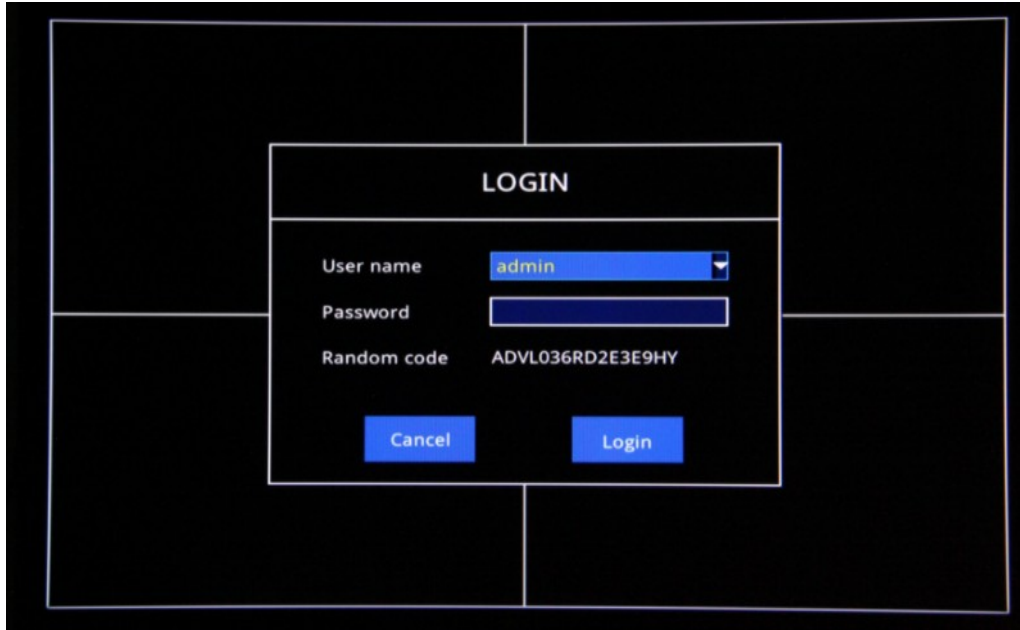 LOGIN
User name admin
Password
Random code ADVL036RD2E3E9HY
Cancel Login